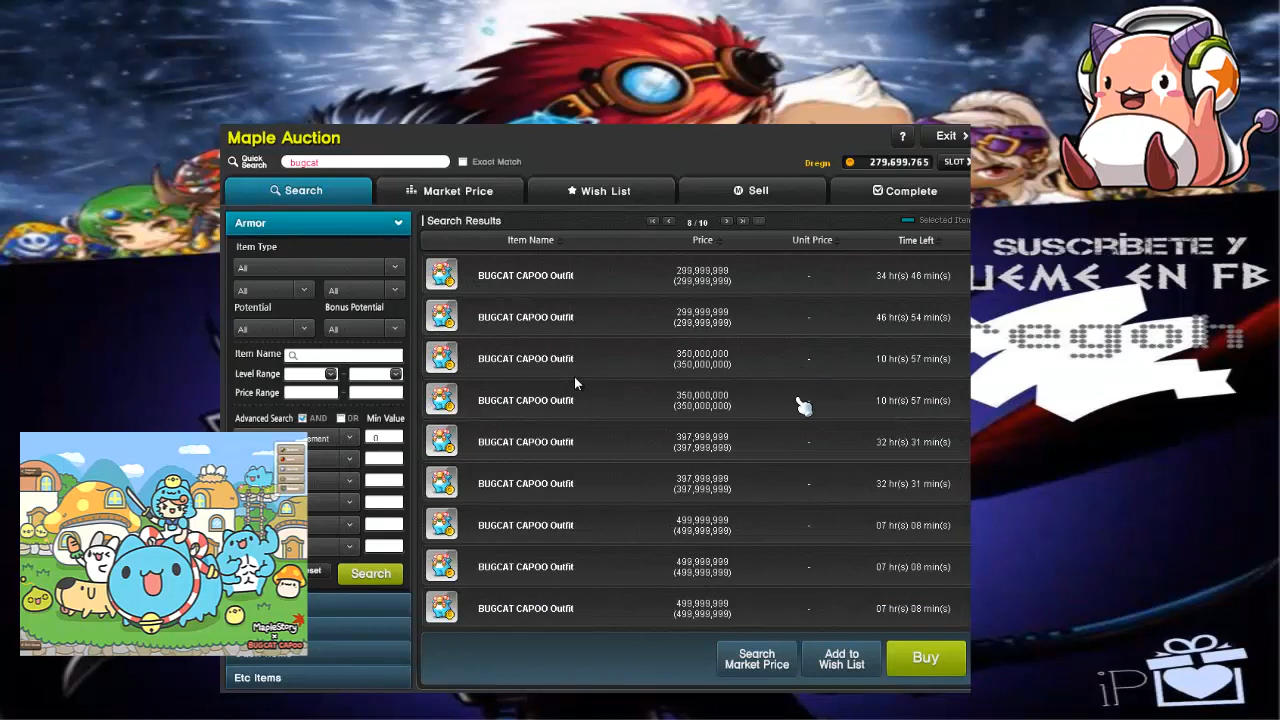 Maple Auction
?
Exit
Quick Search
bugcat
Exact Match
Dregn
279,699,765
SLOT
Search
Market Price
Wish List
Sell
Complete
Armor
Search Results
8 / 10
Selected Item
Item Type
Item Name
Price
Unit Price
Time Left
All
All
All
Potential
Bonus Potential
All
All
Item Name
Level Range
Price Range
Advanced Search
AND
OR
Min Value
ement
0
BUGCAT CAPOO Outfit
299,999,999
(299,999,999)
-
34 hr(s) 46 min(s)
BUGCAT CAPOO Outfit
299,999,999
(299,999,999)
-
46 hr(s) 54 min(s)
BUGCAT CAPOO Outfit
350,000,000
(350,000,000)
-
10 hr(s) 57 min(s)
BUGCAT CAPOO Outfit
350,000,000
(350,000,000)
-
10 hr(s) 57 min(s)
BUGCAT CAPOO Outfit
397,999,999
(397,999,999)
-
32 hr(s) 31 min(s)
BUGCAT CAPOO Outfit
397,999,999
(397,999,999)
-
32 hr(s) 31 min(s)
BUGCAT CAPOO Outfit
499,999,999
(499,999,999)
-
07 hr(s) 08 min(s)
BUGCAT CAPOO Outfit
499,999,999
(499,999,999)
-
07 hr(s) 08 min(s)
BUGCAT CAPOO Outfit
499,999,999
(499,999,999)
-
07 hr(s) 08 min(s)
set
Search
Etc Items
Search Market Price
Add to Wish List
Buy
MapleStory
x
BUGCAT CAPOO
SUSCRIBETE Y
UEME EN FB
regoh
iP